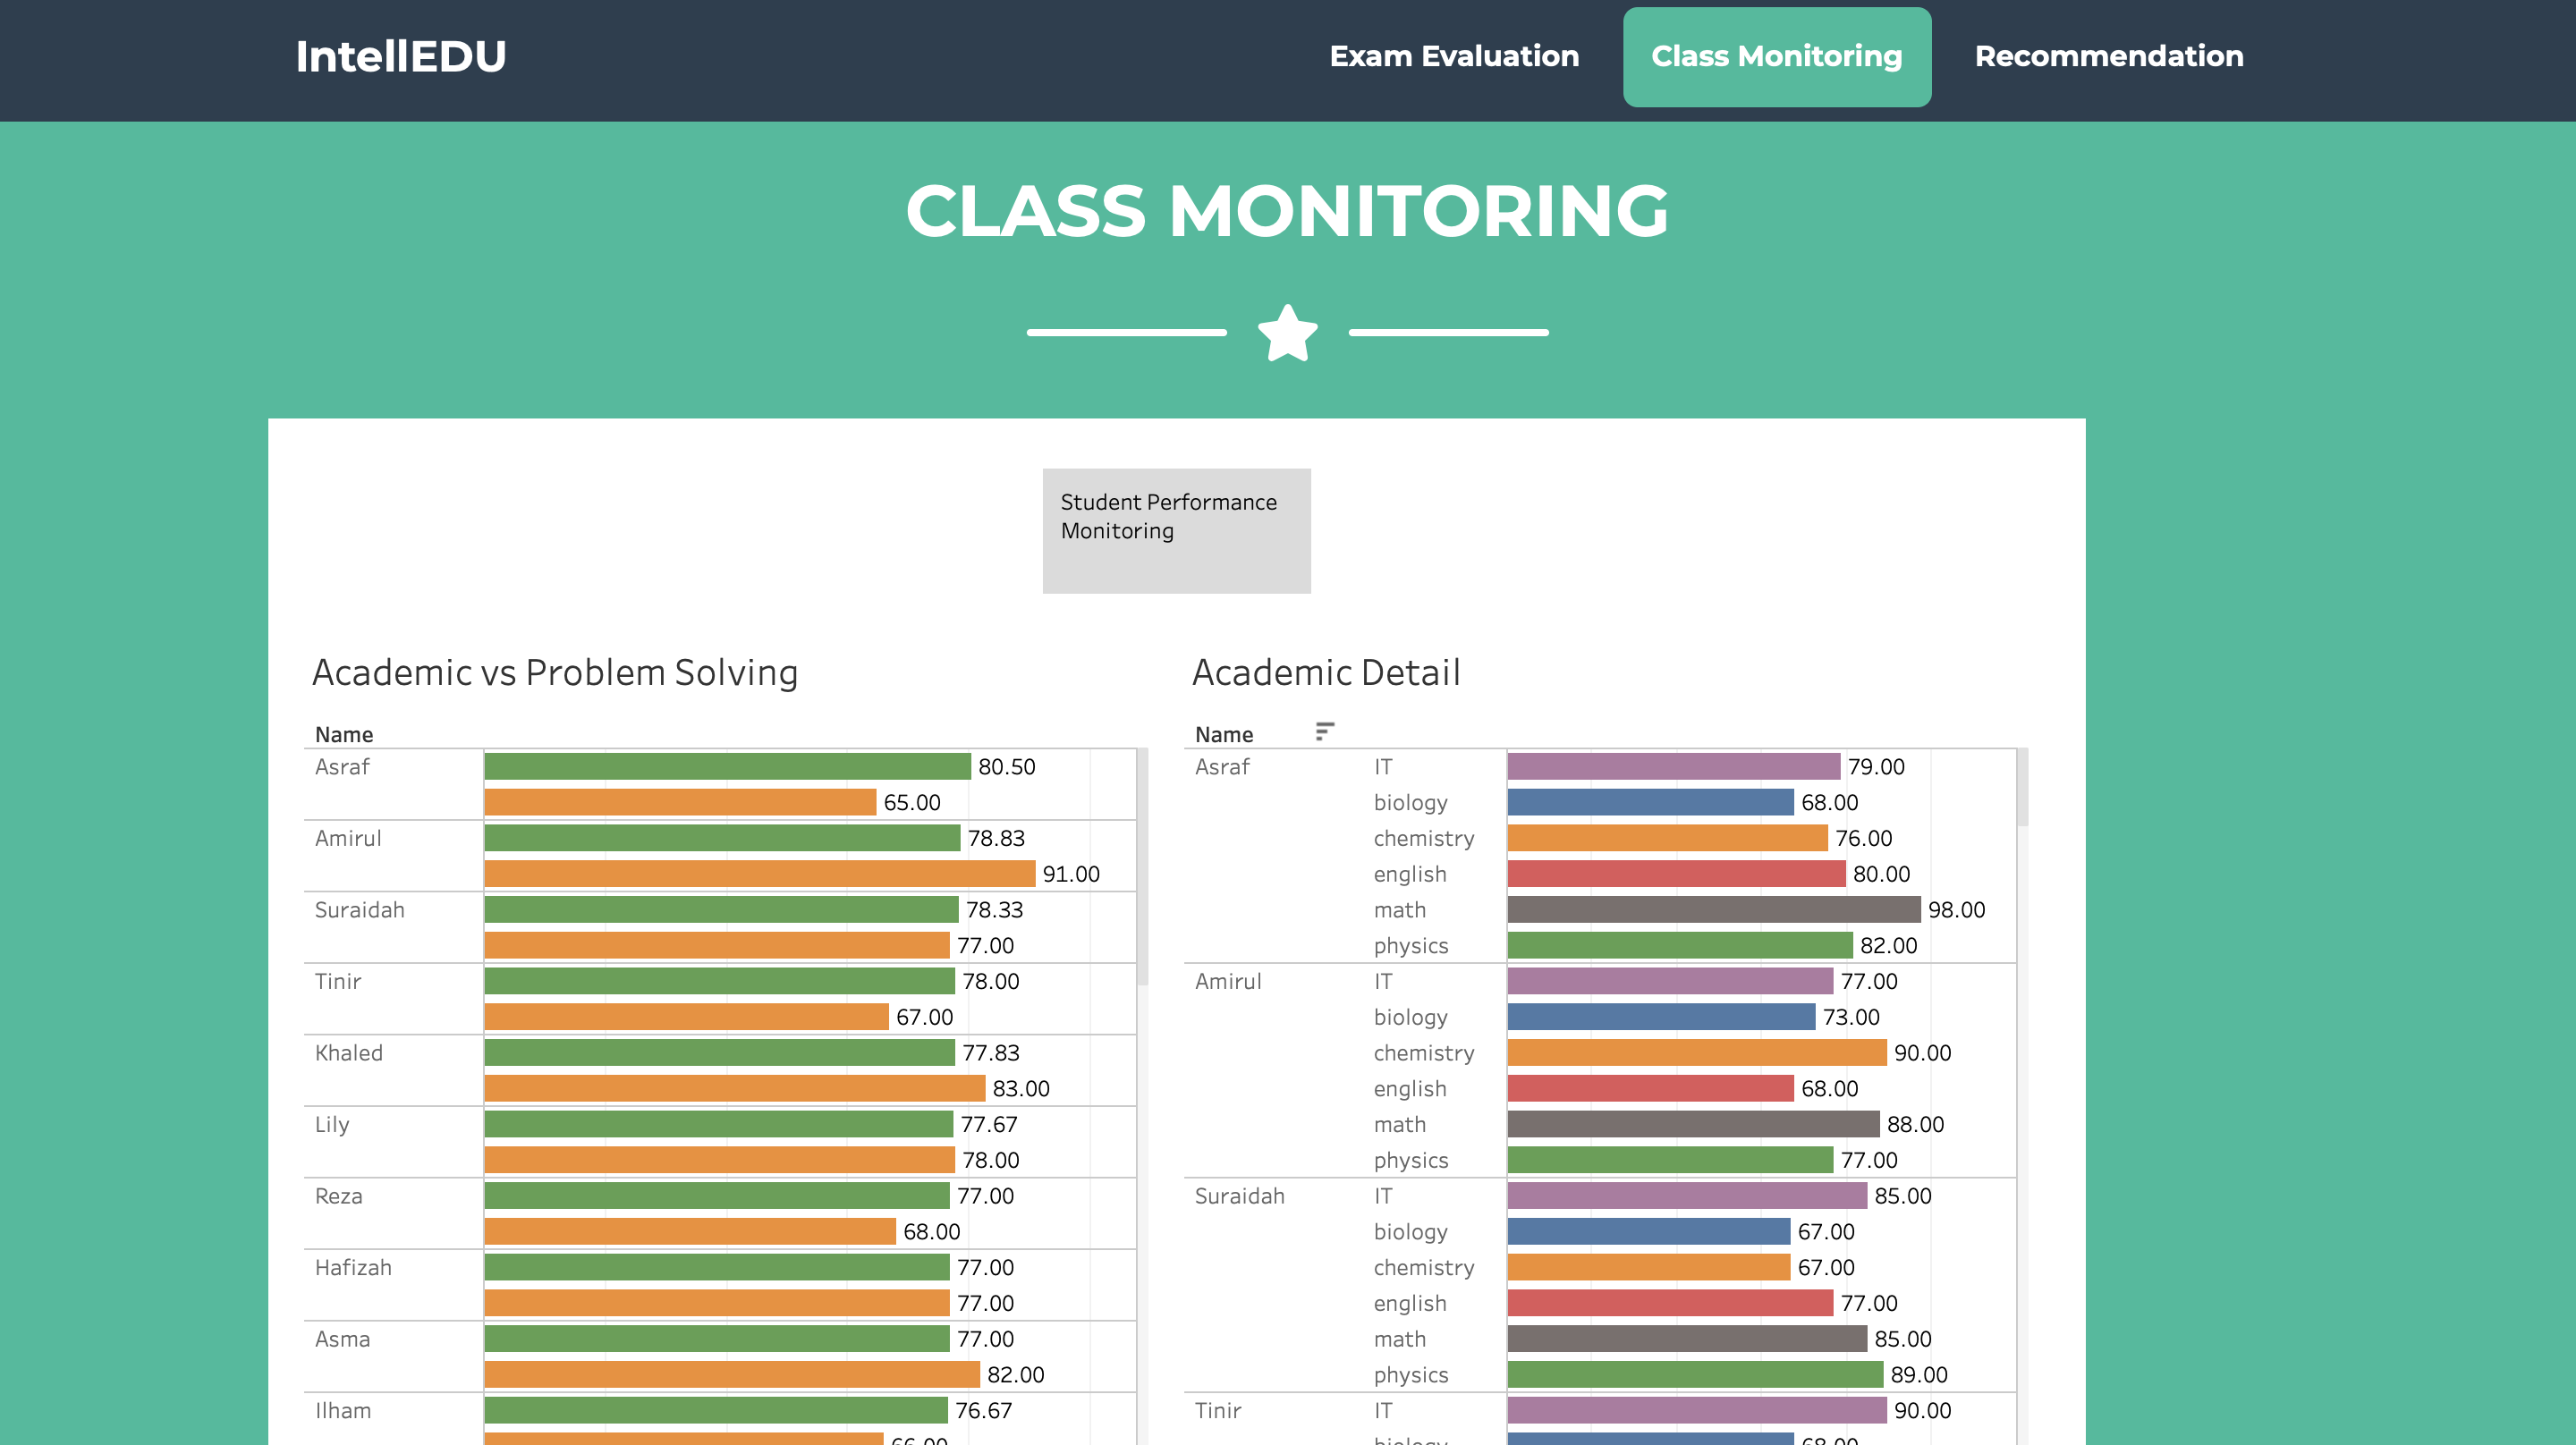 IntellEDU
Exam Evaluation
Class Monitoring
Recommendation
CLASS MONITORING
Student Performance
Monitoring
Academic vs Problem Solving
Name
Asraf 80.50
65.00
Amirul 78.83
91.00
Suraidah 78.33
77.00
Tinir 78.00
67.00
Khaled 77.83
83.00
Lily 77.67
78.00
Reza 77.00
68.00
Hafizah 77.00
77.00
Asma 77.00
82.00
Ilham 76.67
66.00
Academic Detail
Name
Asraf IT 79.00
biology 68.00
chemistry 76.00
english 80.00
math 98.00
physics 82.00
Amirul IT 77.00
biology 73.00
chemistry 90.00
english 68.00
math 88.00
physics 77.00
Suraidah IT 85.00
biology 67.00
chemistry 67.00
english 77.00
math 85.00
physics 89.00
Tinir IT 90.00
biology 68.00